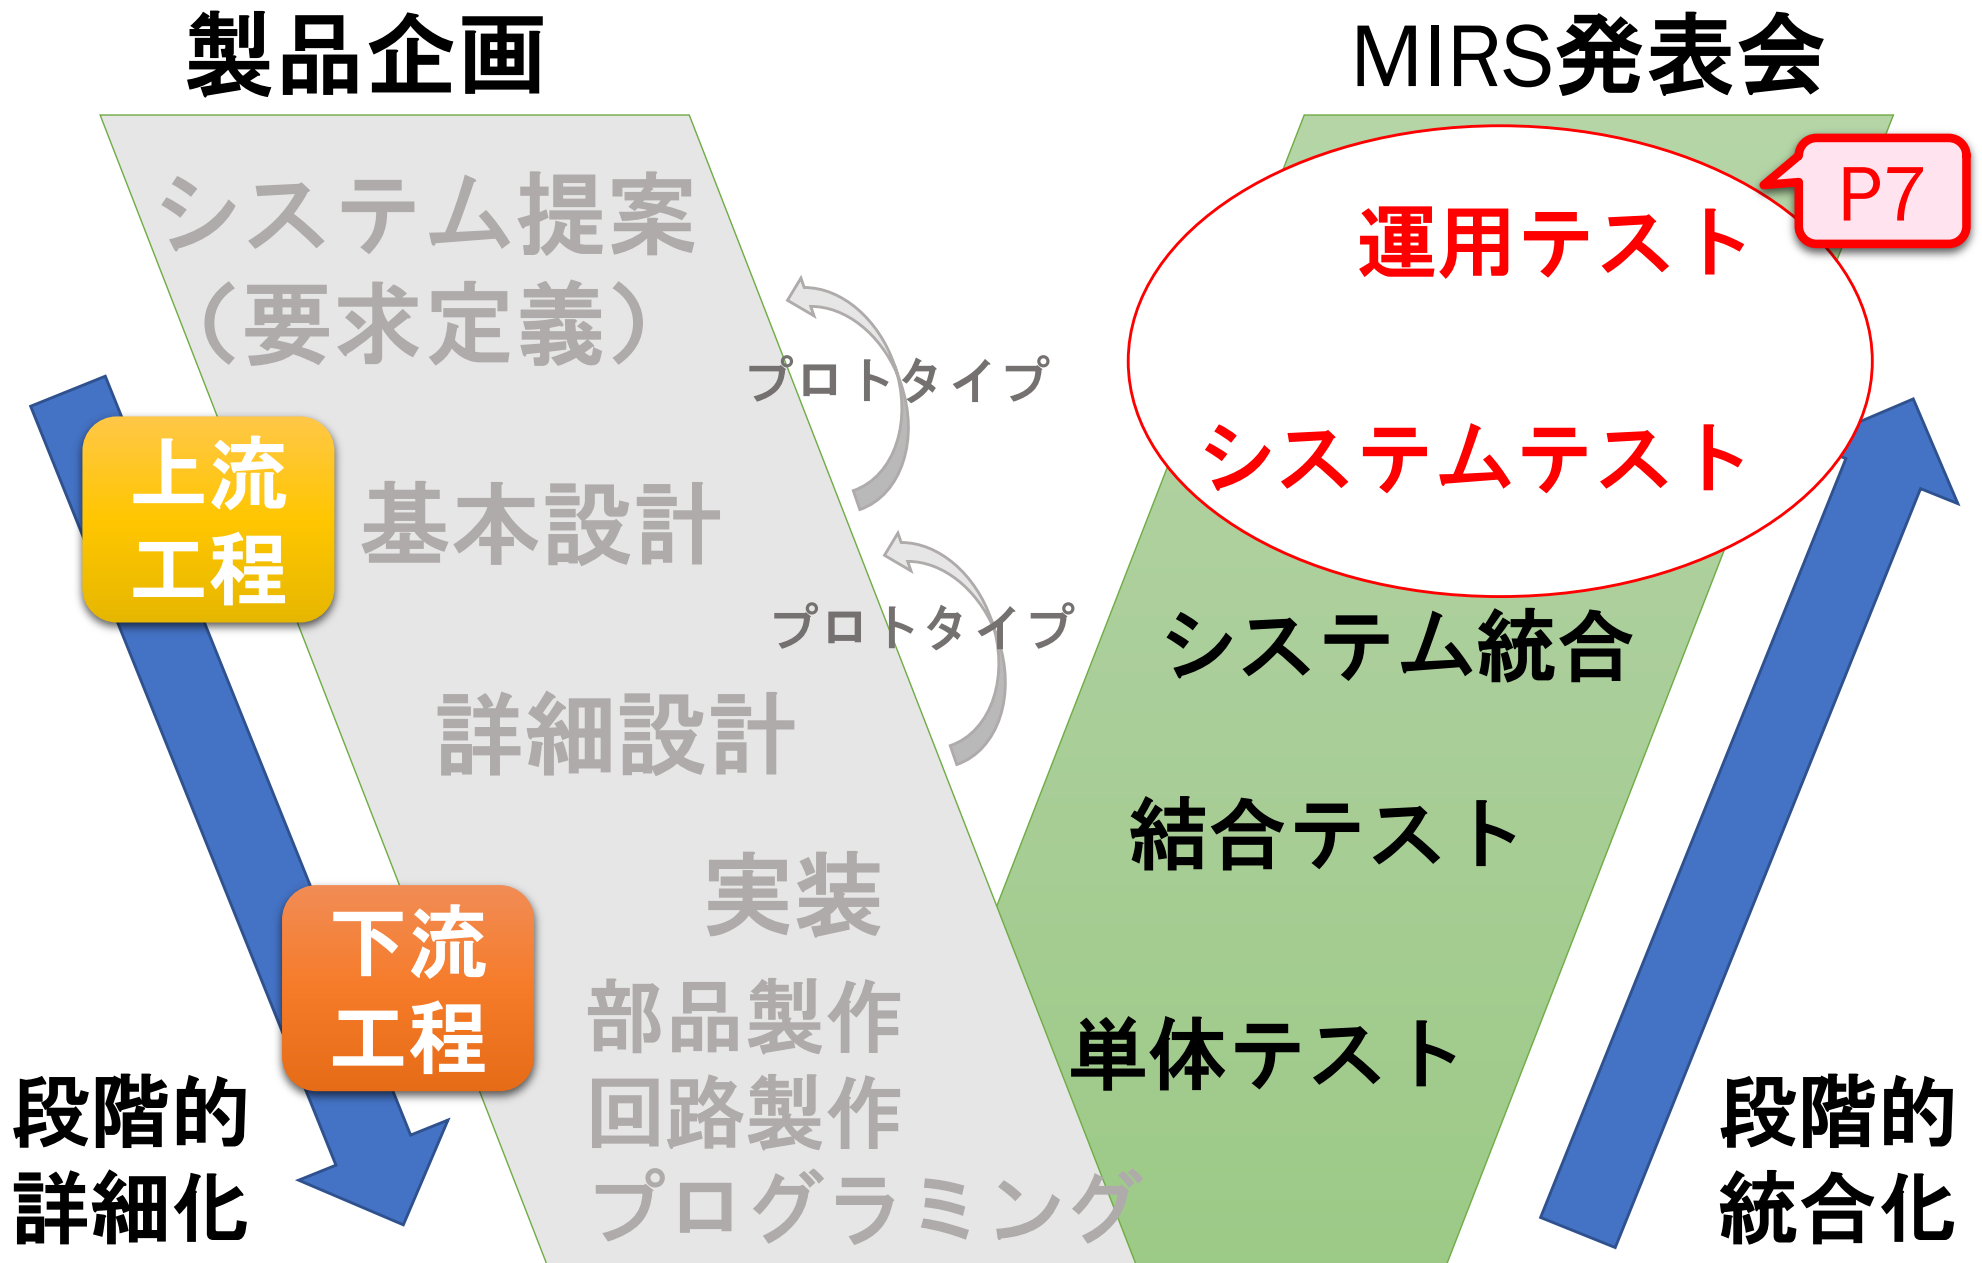 製品企画
システム提案
（要求定義）
プロトタイプ
上流
工程
基本設計
プロトタイプ
詳細設計
実装
下流
工程
部品製作
回路製作
プログラミング
段階的
詳細化
MIRS発表会
P7
運用テスト
システムテスト
システム統合
結合テスト
単体テスト
段階的
統合化